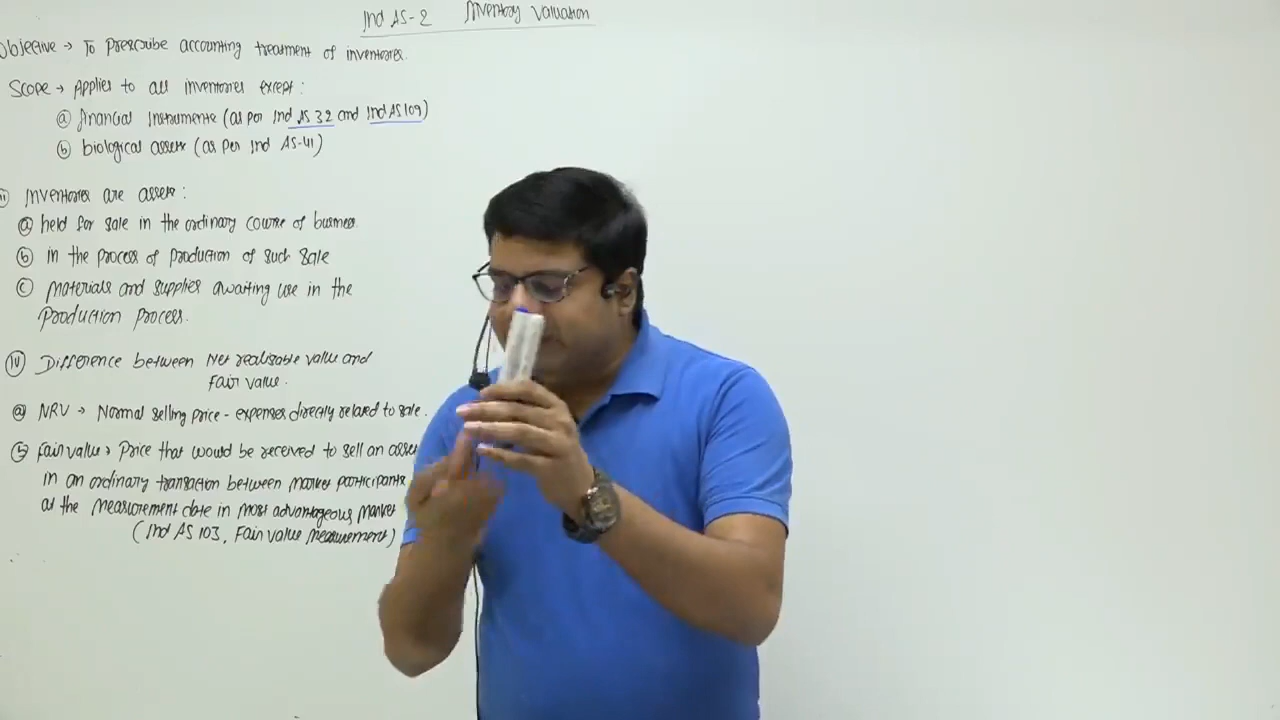 Ind AS-2 Inventory Valuation
Objective → To prescribe accounting treatment of inventories.
Scope → Applies to all inventories except:
(a) financial instruments (as per Ind AS 32 and Ind AS 109)
(b) biological assets (as per Ind AS-41)
Inventories are assets:
(a) held for sale in the ordinary course of business.
(b) in the process of production of such sale
(c) materials and supplies awaiting use in the
production process.
(iv) Difference between Net realisable value and
Fair value.
(a) NRV → Normal selling price - expenses directly related to sale.
(b) Fair value → Price that would be received to sell an asset
in an ordinary transaction between market participants
at the measurement date in most advantageous market
(Ind AS 103, Fair value measurement)